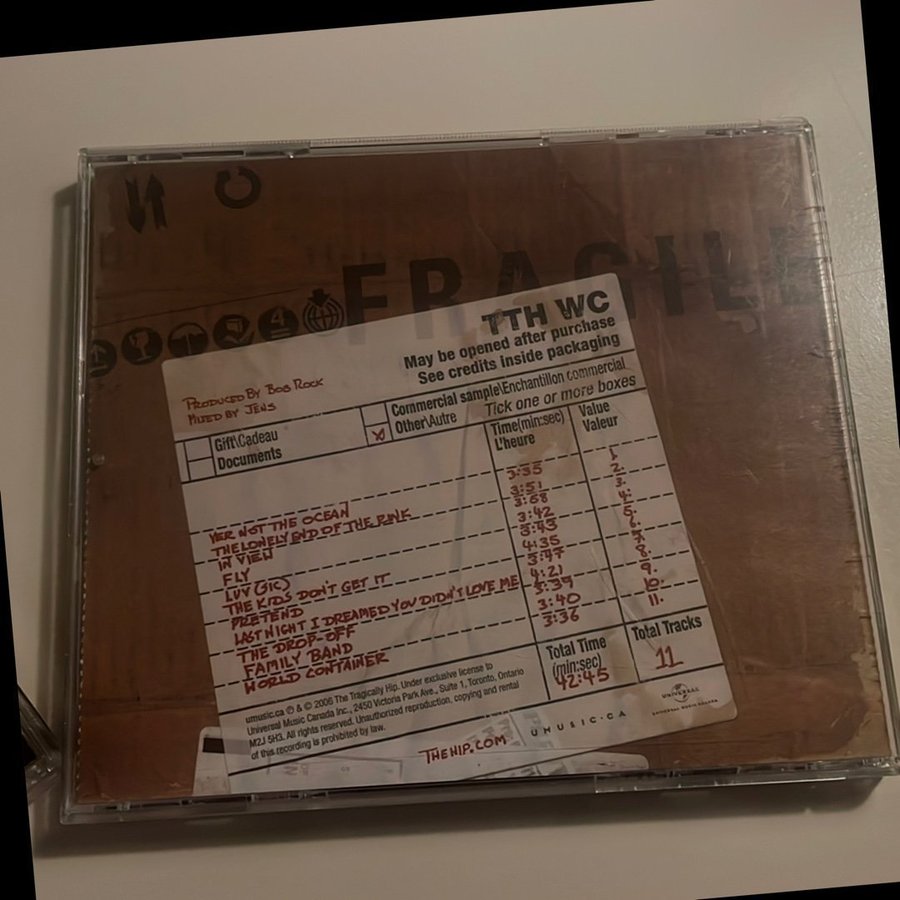 FRAGILE
TTH WC
May be opened after purchase
See credits inside packaging
PRODUCED BY BOB ROCK
MIXED BY JENS
Gift\Cadeau
Documents
Commercial sample\Enchantillon commercial
Other\Autre Tick one or more boxes
Time(min:sec)
L'heure
Value
Valeur
YER NOT THE OCEAN 3:35 1.
THE LONELY END OF THE RINK 3:51 2.
IN VIEW 3:68 3.
FLY 3:42 4.
LUV (SIC) 3:43 5.
THE KIDS DON'T GET IT 4:35 6.
PRETEND 3:47 7.
LAST NIGHT I DREAMED YOU DIDN'T LOVE ME 4:21 8.
THE DROP-OFF 3:39 9.
FAMILY BAND 3:40 10.
WORLD CONTAINER 3:36 11.
Total Time
(min:sec)
42:45
Total Tracks
11
umusic.ca ℗ & © 2006 The Tragically Hip. Under exclusive license to
Universal Music Canada Inc., 2450 Victoria Park Ave., Suite 1, Toronto, Ontario
M2J 5H3. All rights reserved. Unauthorized reproduction, copying and rental
of this recording is prohibited by law.
THEHIP.COM
UMUSIC.CA
UNIVERSAL
UNIVERSAL MUSIC CANADA